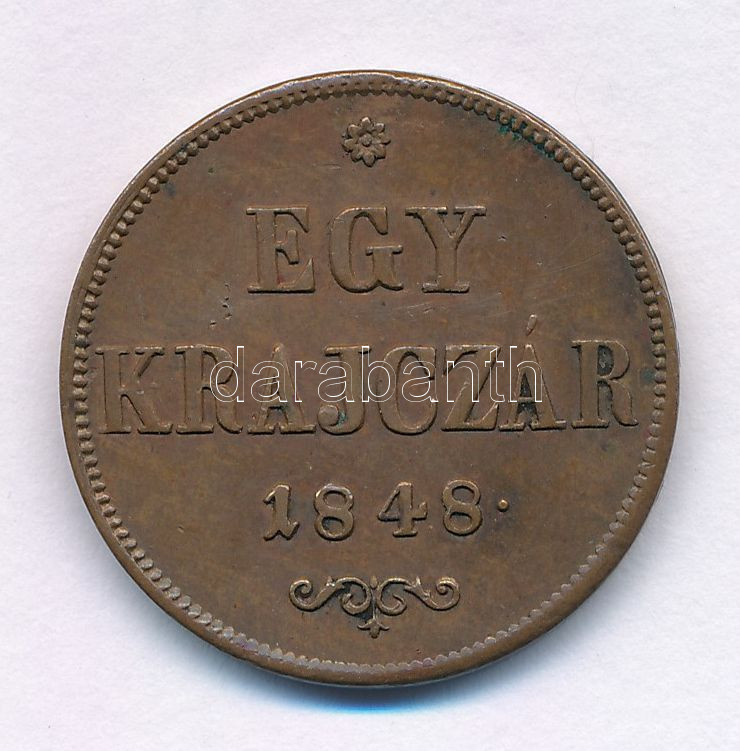 EGY
KRAJCZÁR
darabanth
1848.